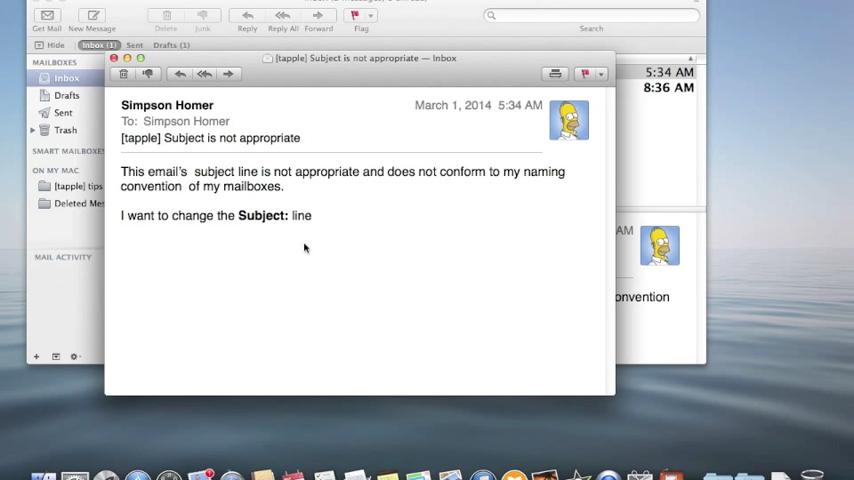 Get Mail New Message Delete Junk Reply Reply All Forward Flag Search
Hide Inbox (1) Sent Drafts (1)
[tapple] Subject is not appropriate — Inbox
MAILBOXES
Inbox
Drafts
Sent
Trash
SMART MAILBOXES
ON MY MAC
[tapple] tips
Deleted Me
MAIL ACTIVITY
5:34 AM
8:36 AM
Simpson Homer March 1, 2014 5:34 AM
To: Simpson Homer
[tapple] Subject is not appropriate
This email's subject line is not appropriate and does not conform to my naming
convention of my mailboxes.
I want to change the Subject: line
AM
onvention